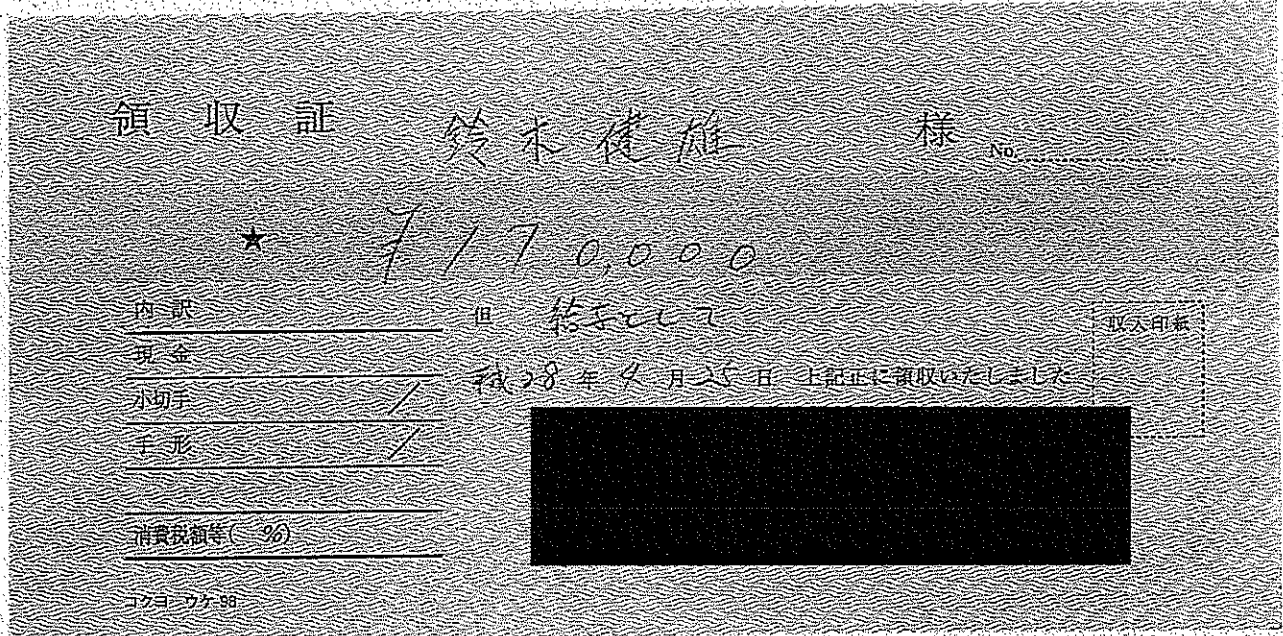 領収証 鈴木健雄 様 No.
★ ¥170,000
内訳
現金
小切手 /
手形 /
消費税額等( %)
但 給与として
平成28年4月25日 上記正に領収いたしました
収入印紙
コクヨ ウケ-98